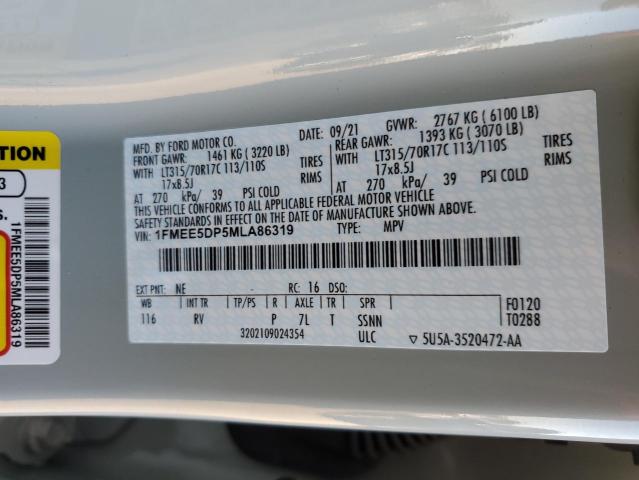 MFD. BY FORD MOTOR CO.
DATE: 09/21
GVWR: 2767 KG (6100 LB)
FRONT GAWR: 1461 KG (3220 LB)
REAR GAWR: 1393 KG (3070 LB)
WITH LT315/70R17C 113/110S TIRES
WITH LT315/70R17C 113/110S TIRES
17x8.5J RIMS
17x8.5J RIMS
AT 270 kPa/ 39 PSI COLD
AT 270 kPa/ 39 PSI COLD
THIS VEHICLE CONFORMS TO ALL APPLICABLE FEDERAL MOTOR VEHICLE
SAFETY STANDARDS IN EFFECT ON THE DATE OF MANUFACTURE SHOWN ABOVE.
VIN: 1FMEE5DP5MLA86319 TYPE: MPV
EXT PNT: NE RC: 16 DSO:
WB INT TR TP/PS R AXLE TR SPR
F0120
116 RV P 7L T SSNN
T0288
3202109024354 ULC ▽ 5U5A-3520472-AA
TION
3
S.
1FMEE5DP5MLA86319